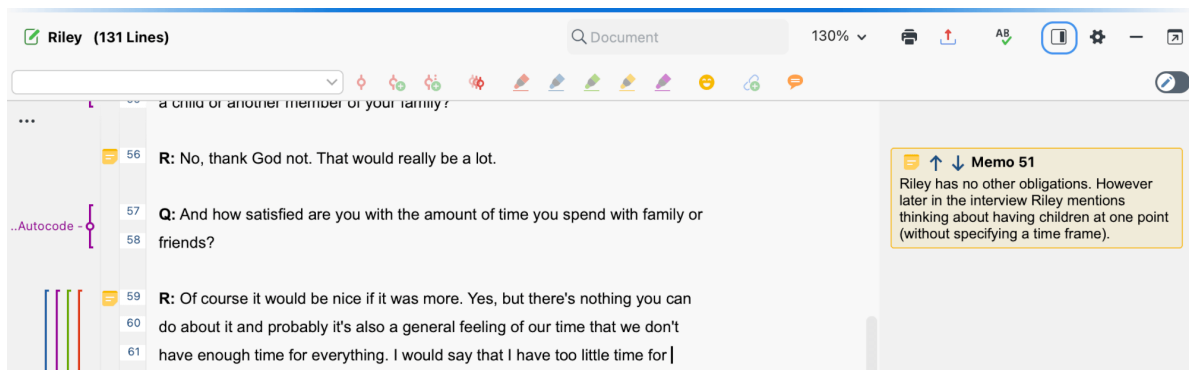 Riley (131 Lines)
Document
130%
AB
a child or another member of your family?
56
R: No, thank God not. That would really be a lot.
57
Q: And how satisfied are you with the amount of time you spend with family or
..Autocode -
58
friends?
59
R: Of course it would be nice if it was more. Yes, but there's nothing you can
60
do about it and probably it's also a general feeling of our time that we don't
61
have enough time for everything. I would say that I have too little time for
Memo 51
Riley has no other obligations. However
later in the interview Riley mentions
thinking about having children at one point
(without specifying a time frame).